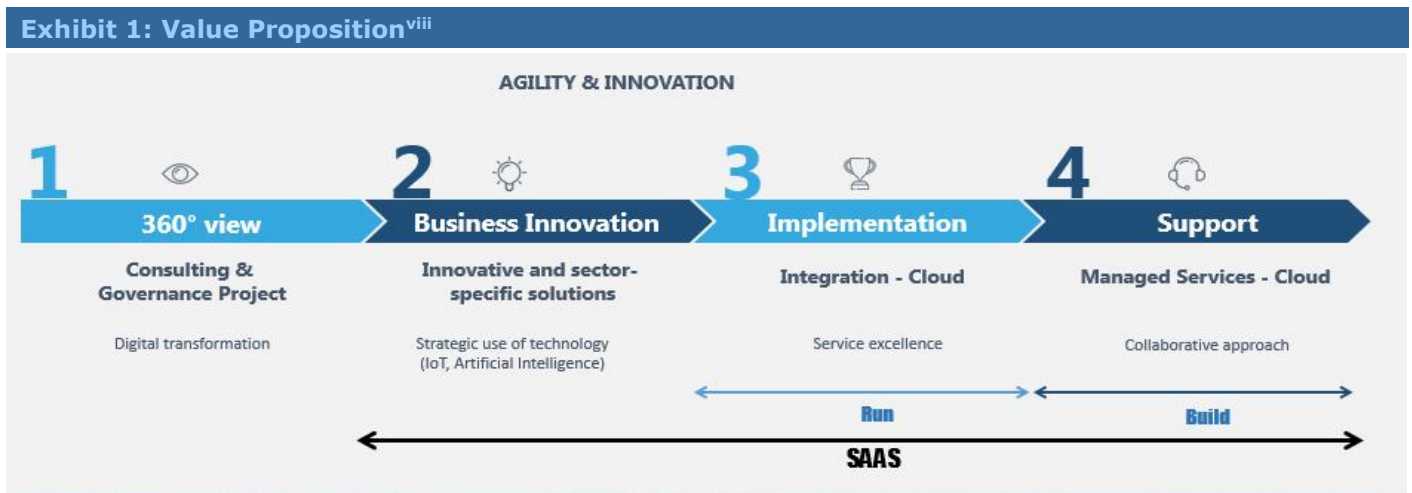 Exhibit 1: Value Proposition^viii
AGILITY & INNOVATION
1
360° view
Consulting &
Governance Project
Digital transformation
2
Business Innovation
Innovative and sector-
specific solutions
Strategic use of technology
(IoT, Artificial Intelligence)
3
Implementation
Integration - Cloud
Service excellence
4
Support
Managed Services - Cloud
Collaborative approach
Run
Build
SAAS